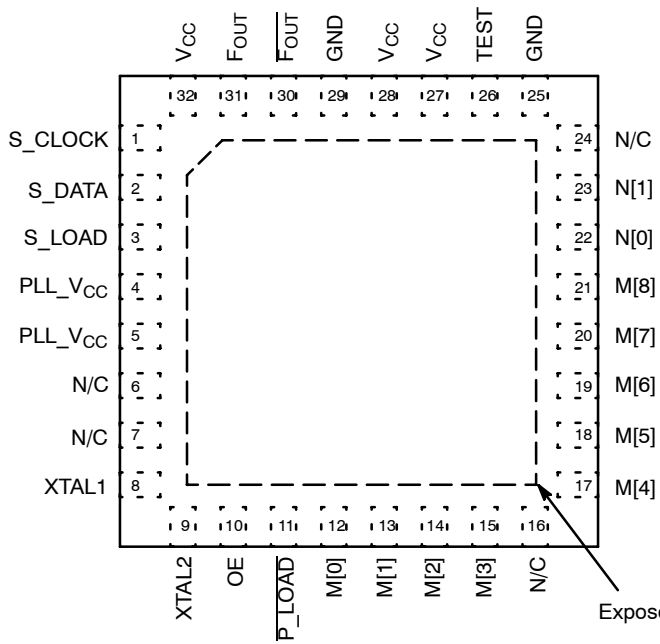 VCC
FOUT
FOUT
GND
VCC
VCC
TEST
GND
32 31 30 29 28 27 26 25
S_CLOCK 1 24 N/C
S_DATA 2 23 N[1]
S_LOAD 3 22 N[0]
PLL_VCC 4 21 M[8]
PLL_VCC 5 20 M[7]
N/C 6 19 M[6]
N/C 7 18 M[5]
XTAL1 8 17 M[4]
9 10 11 12 13 14 15 16
XTAL2
OE
P_LOAD
M[0]
M[1]
M[2]
M[3]
N/C